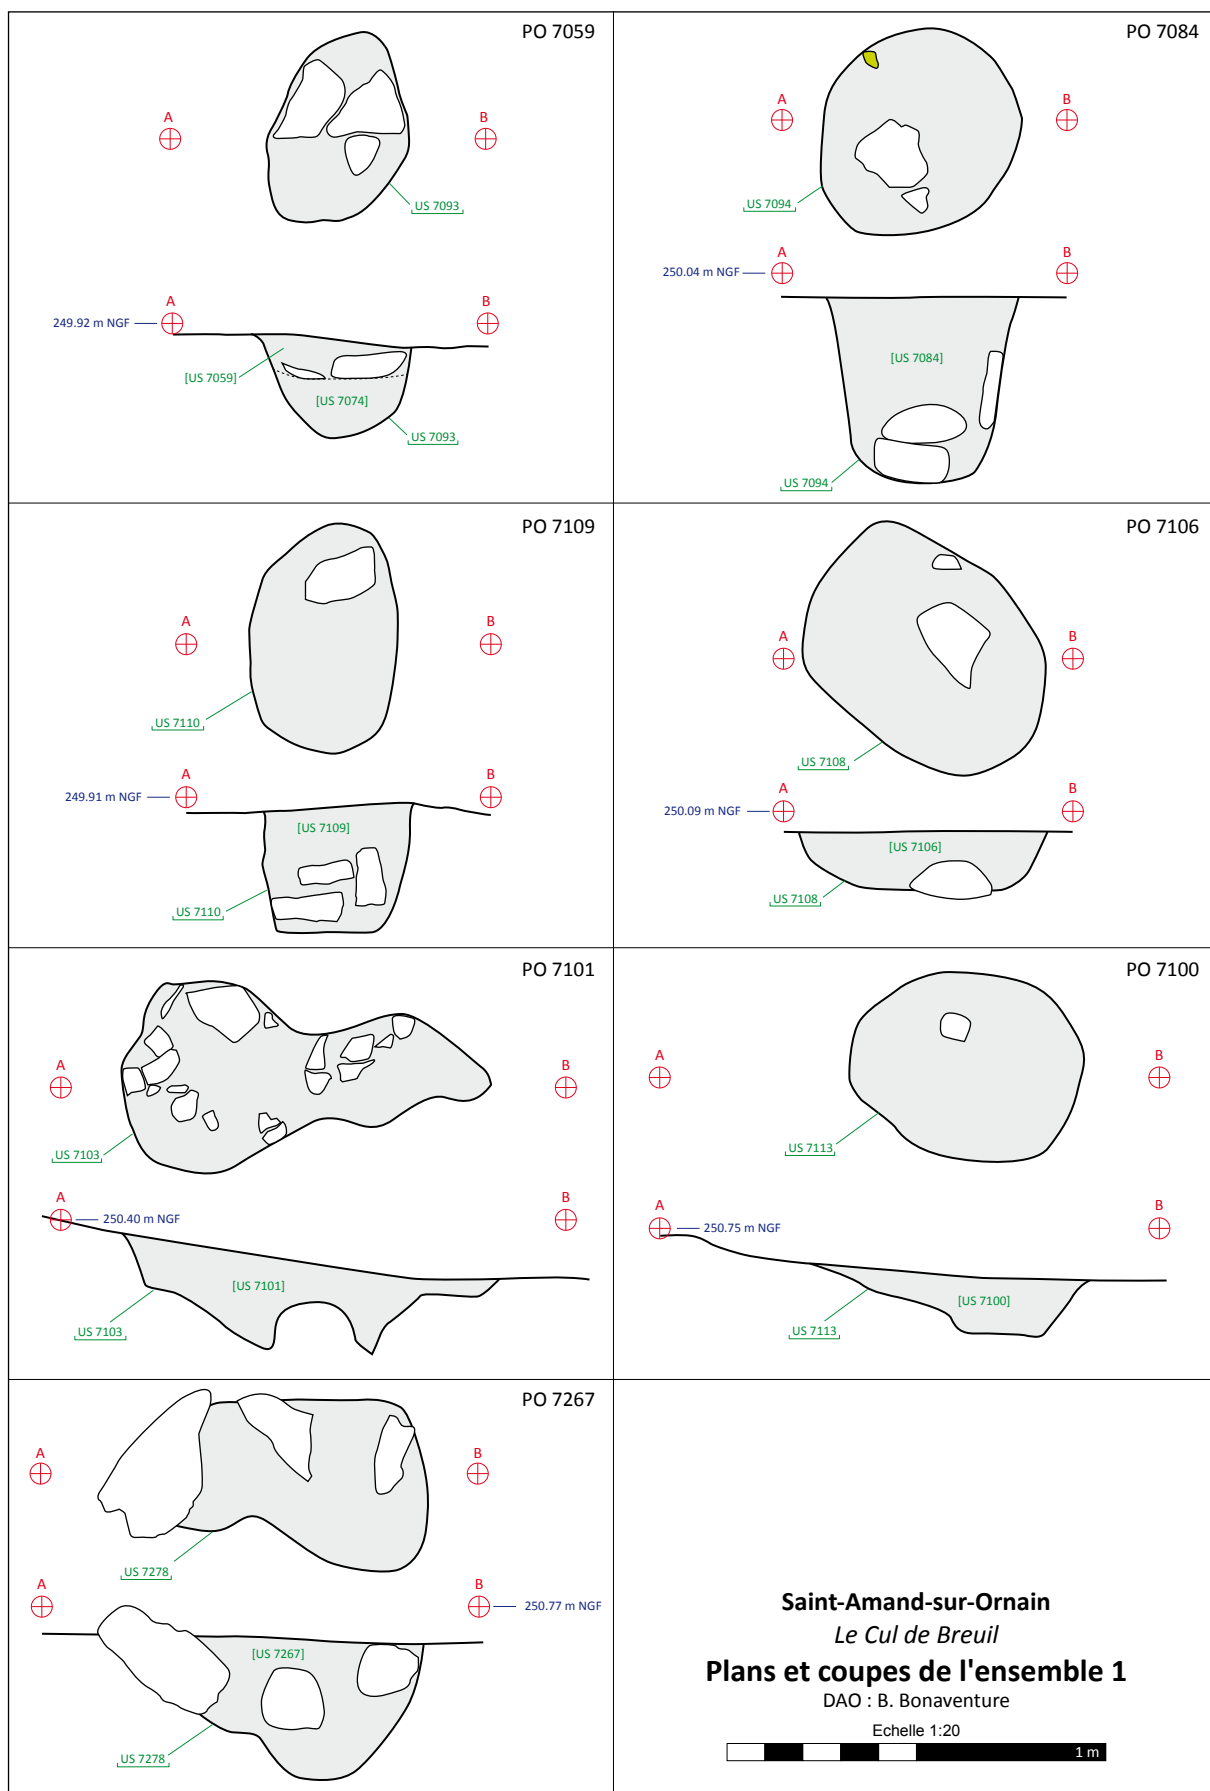 PO 7059
A
B
US 7093
A
B
249.92 m NGF
[US 7059]
[US 7074]
US 7093
PO 7084
A
B
US 7094
A
B
250.04 m NGF
[US 7084]
US 7094
PO 7109
A
B
US 7110
A
B
249.91 m NGF
[US 7109]
US 7110
PO 7106
A
B
US 7108
A
B
250.09 m NGF
[US 7106]
US 7108
PO 7101
A
B
US 7103
A
B
250.40 m NGF
[US 7101]
US 7103
PO 7100
A
B
US 7113
A
B
250.75 m NGF
[US 7100]
US 7113
PO 7267
A
B
US 7278
A
B
250.77 m NGF
[US 7267]
US 7278
Saint-Amand-sur-Ornain
Le Cul de Breuil
Plans et coupes de l'ensemble 1
DAO : B. Bonaventure
Echelle 1:20
1 m